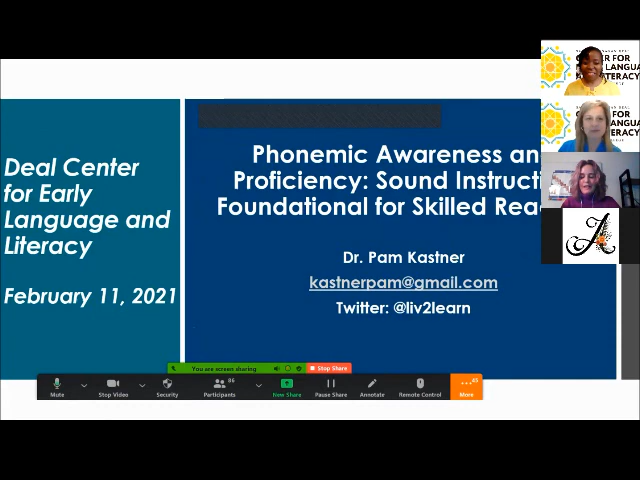 Deal Center
for Early
Language and
Literacy
February 11, 2021
Phonemic Awareness an
Proficiency: Sound Instructi
Foundational for Skilled Rea
Dr. Pam Kastner
kastnerpam@gmail.com
Twitter: @liv2learn
You are screen sharing
Stop Share
Mute
Stop Video
Security
86
Participants
New Share
Pause Share
Annotate
Remote Control
45
More